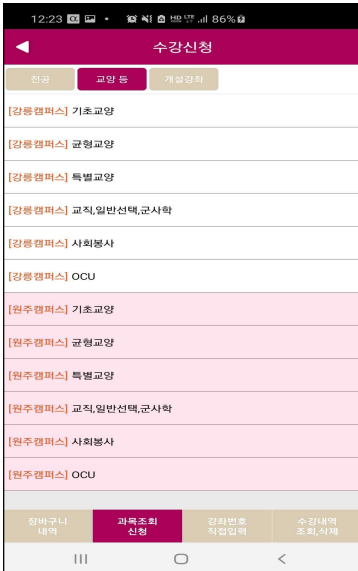 12:23 86%
수강신청
전공 교양 등 개설강좌
[강릉캠퍼스] 기초교양
[강릉캠퍼스] 균형교양
[강릉캠퍼스] 특별교양
[강릉캠퍼스] 교직,일반선택,군사학
[강릉캠퍼스] 사회봉사
[강릉캠퍼스] OCU
[원주캠퍼스] 기초교양
[원주캠퍼스] 균형교양
[원주캠퍼스] 특별교양
[원주캠퍼스] 교직,일반선택,군사학
[원주캠퍼스] 사회봉사
[원주캠퍼스] OCU
장바구니 과목조회 강좌번호 수강내역
내역 신청 직접입력 조회,삭제